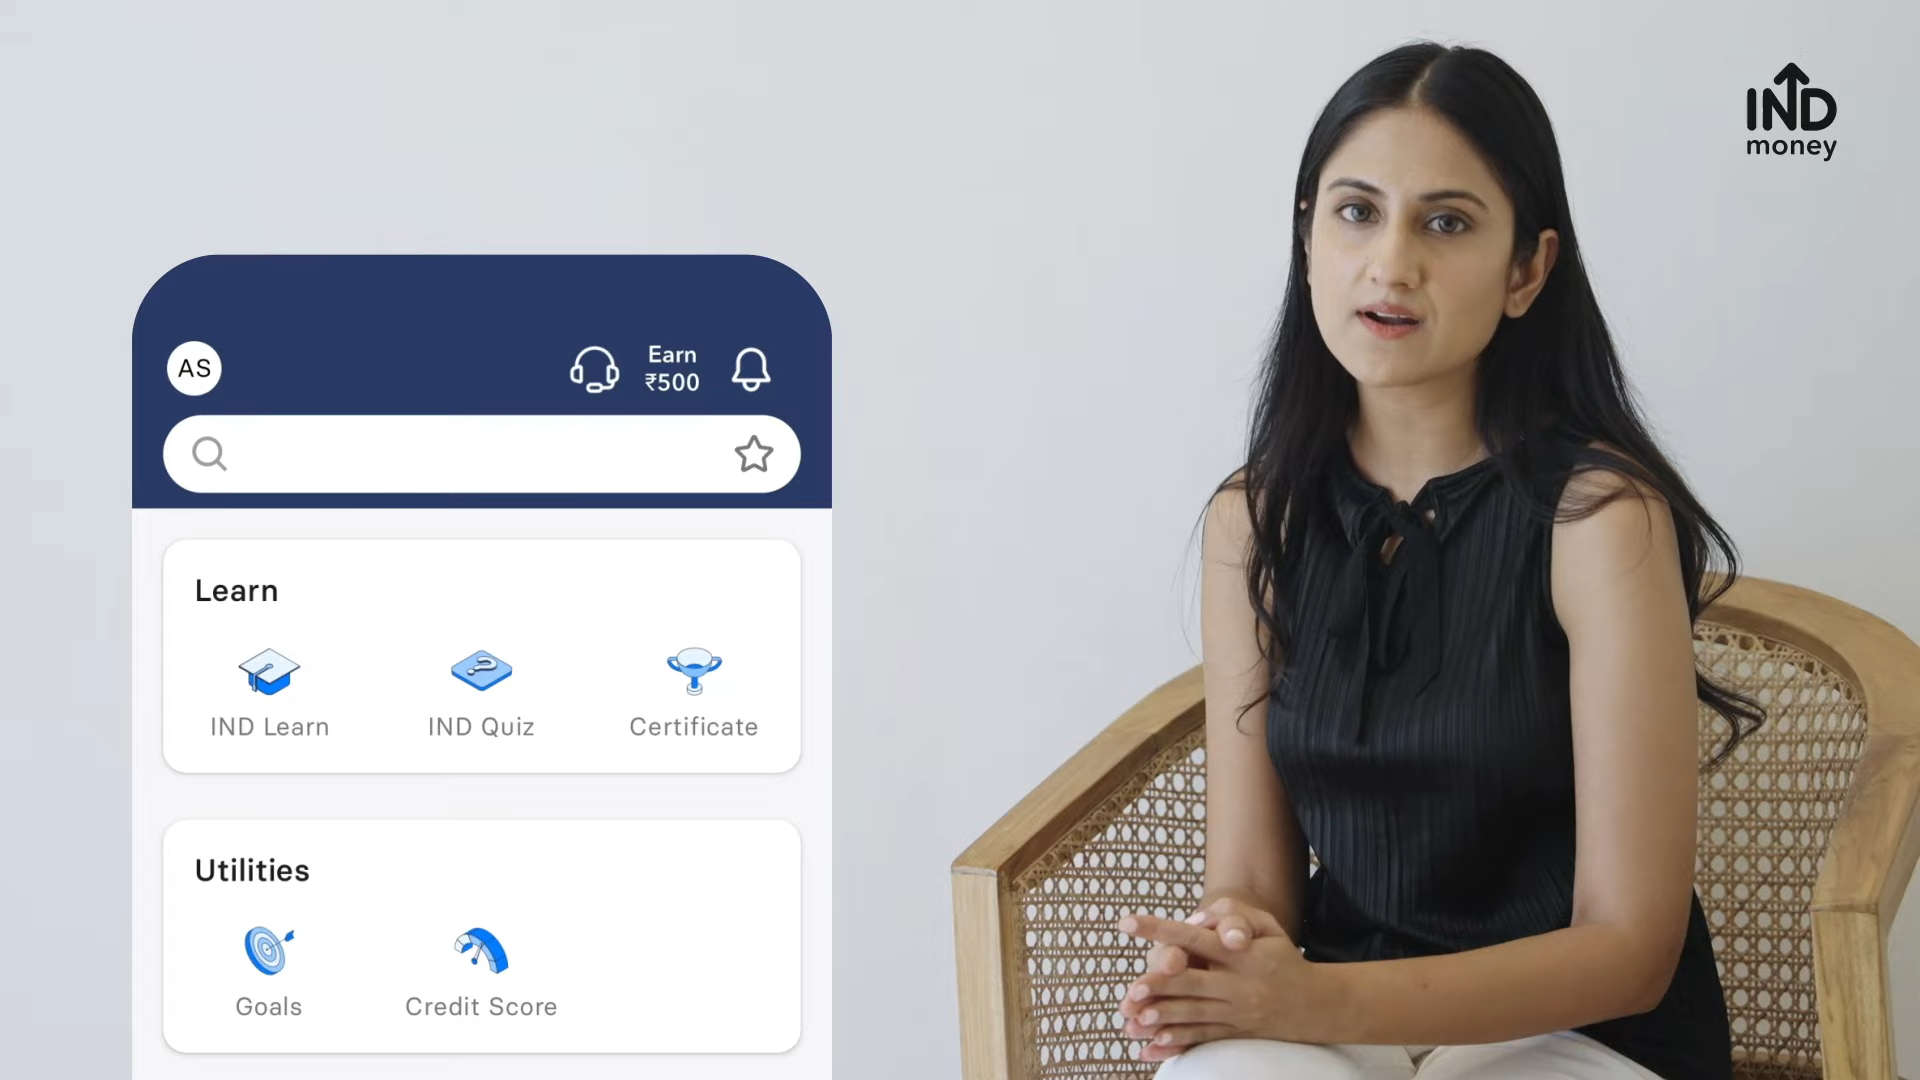 IND
money
AS
Earn
₹500
Learn
IND Learn
IND Quiz
Certificate
Utilities
Goals
Credit Score